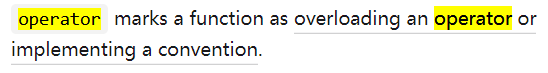 operator marks a function as overloading an operator or
implementing a convention.